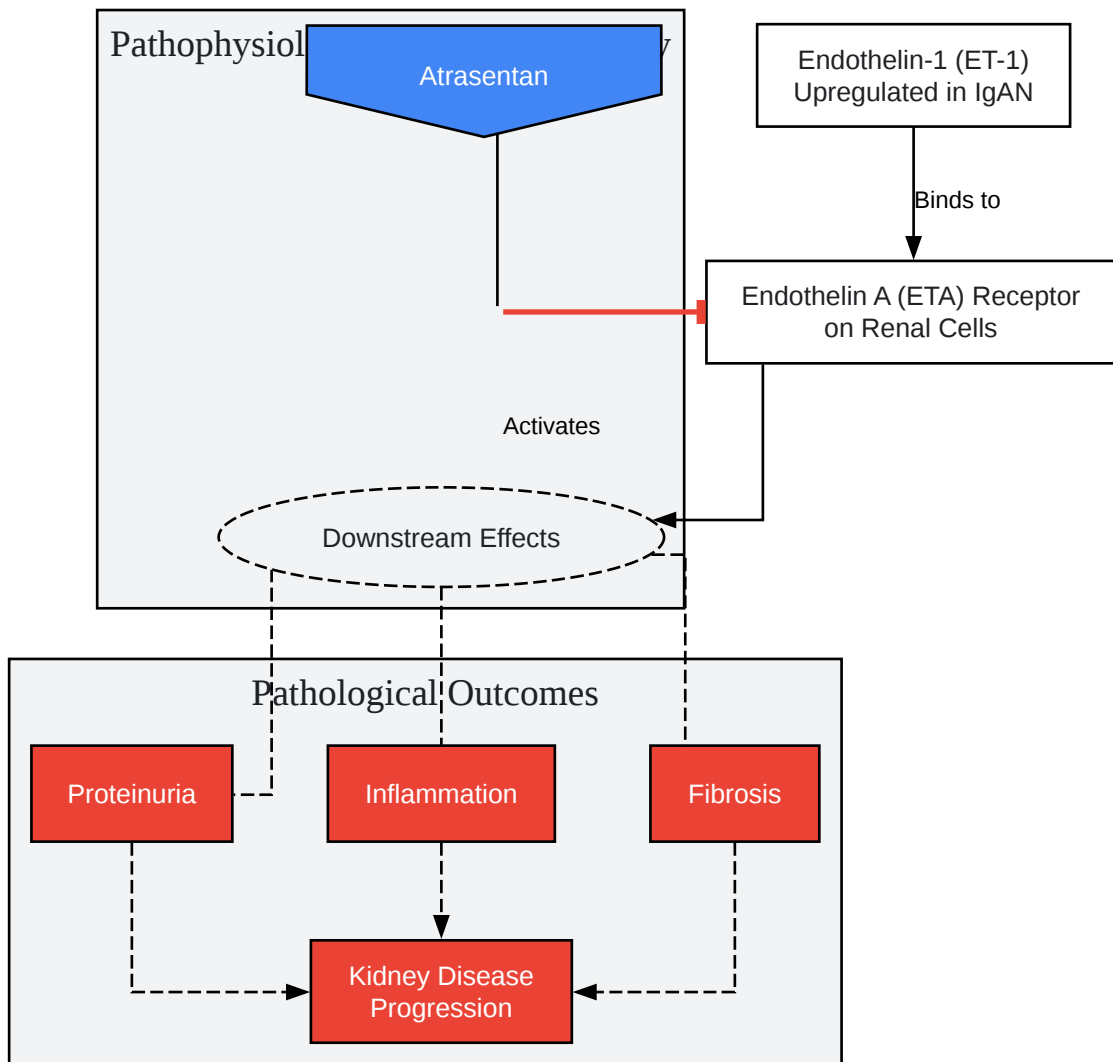 Pathophysiol
Atrasentan
Endothelin-1 (ET-1)
Upregulated in IgAN
Binds to
Endothelin A (ETA) Receptor
on Renal Cells
Activates
Downstream Effects
Pathological Outcomes
Proteinuria
Inflammation
Fibrosis
Kidney Disease
Progression